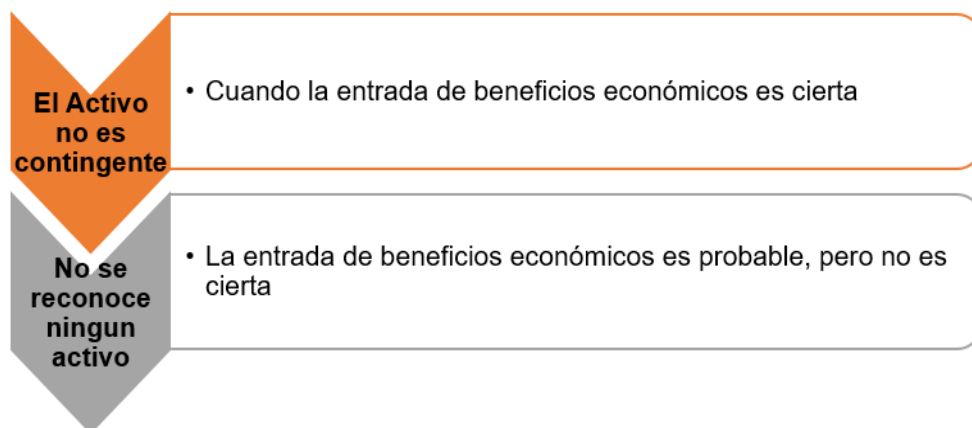 El Activo
no es
contingente
• Cuando la entrada de beneficios económicos es cierta
No se
reconoce
ningun
activo
• La entrada de beneficios económicos es probable, pero no es
cierta